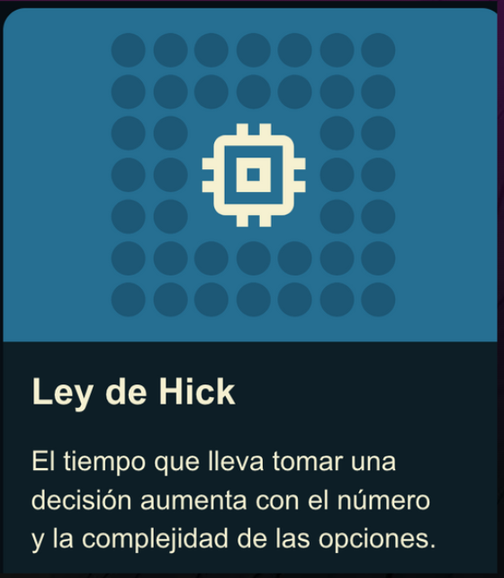 Ley de Hick
El tiempo que lleva tomar una
decisión aumenta con el número
y la complejidad de las opciones.